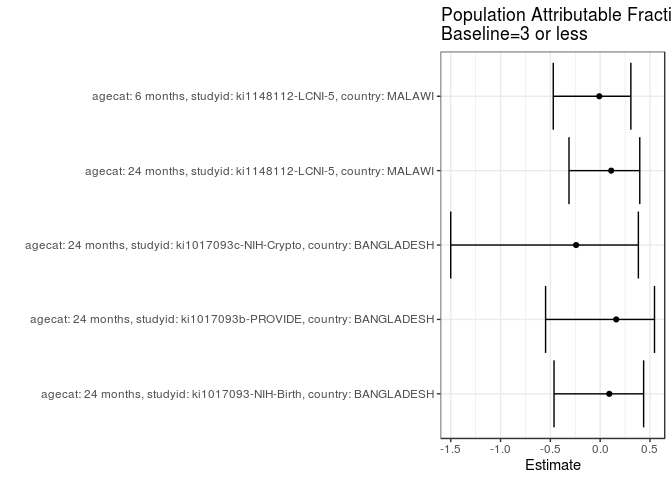 Population Attributable Fracti
Baseline=3 or less
agecat: 6 months, studyid: ki1148112-LCNI-5, country: MALAWI
agecat: 24 months, studyid: ki1148112-LCNI-5, country: MALAWI
agecat: 24 months, studyid: ki1017093c-NIH-Crypto, country: BANGLADESH
agecat: 24 months, studyid: ki1017093b-PROVIDE, country: BANGLADESH
agecat: 24 months, studyid: ki1017093-NIH-Birth, country: BANGLADESH
-1.5 -1.0 -0.5 0.0 0.5
Estimate